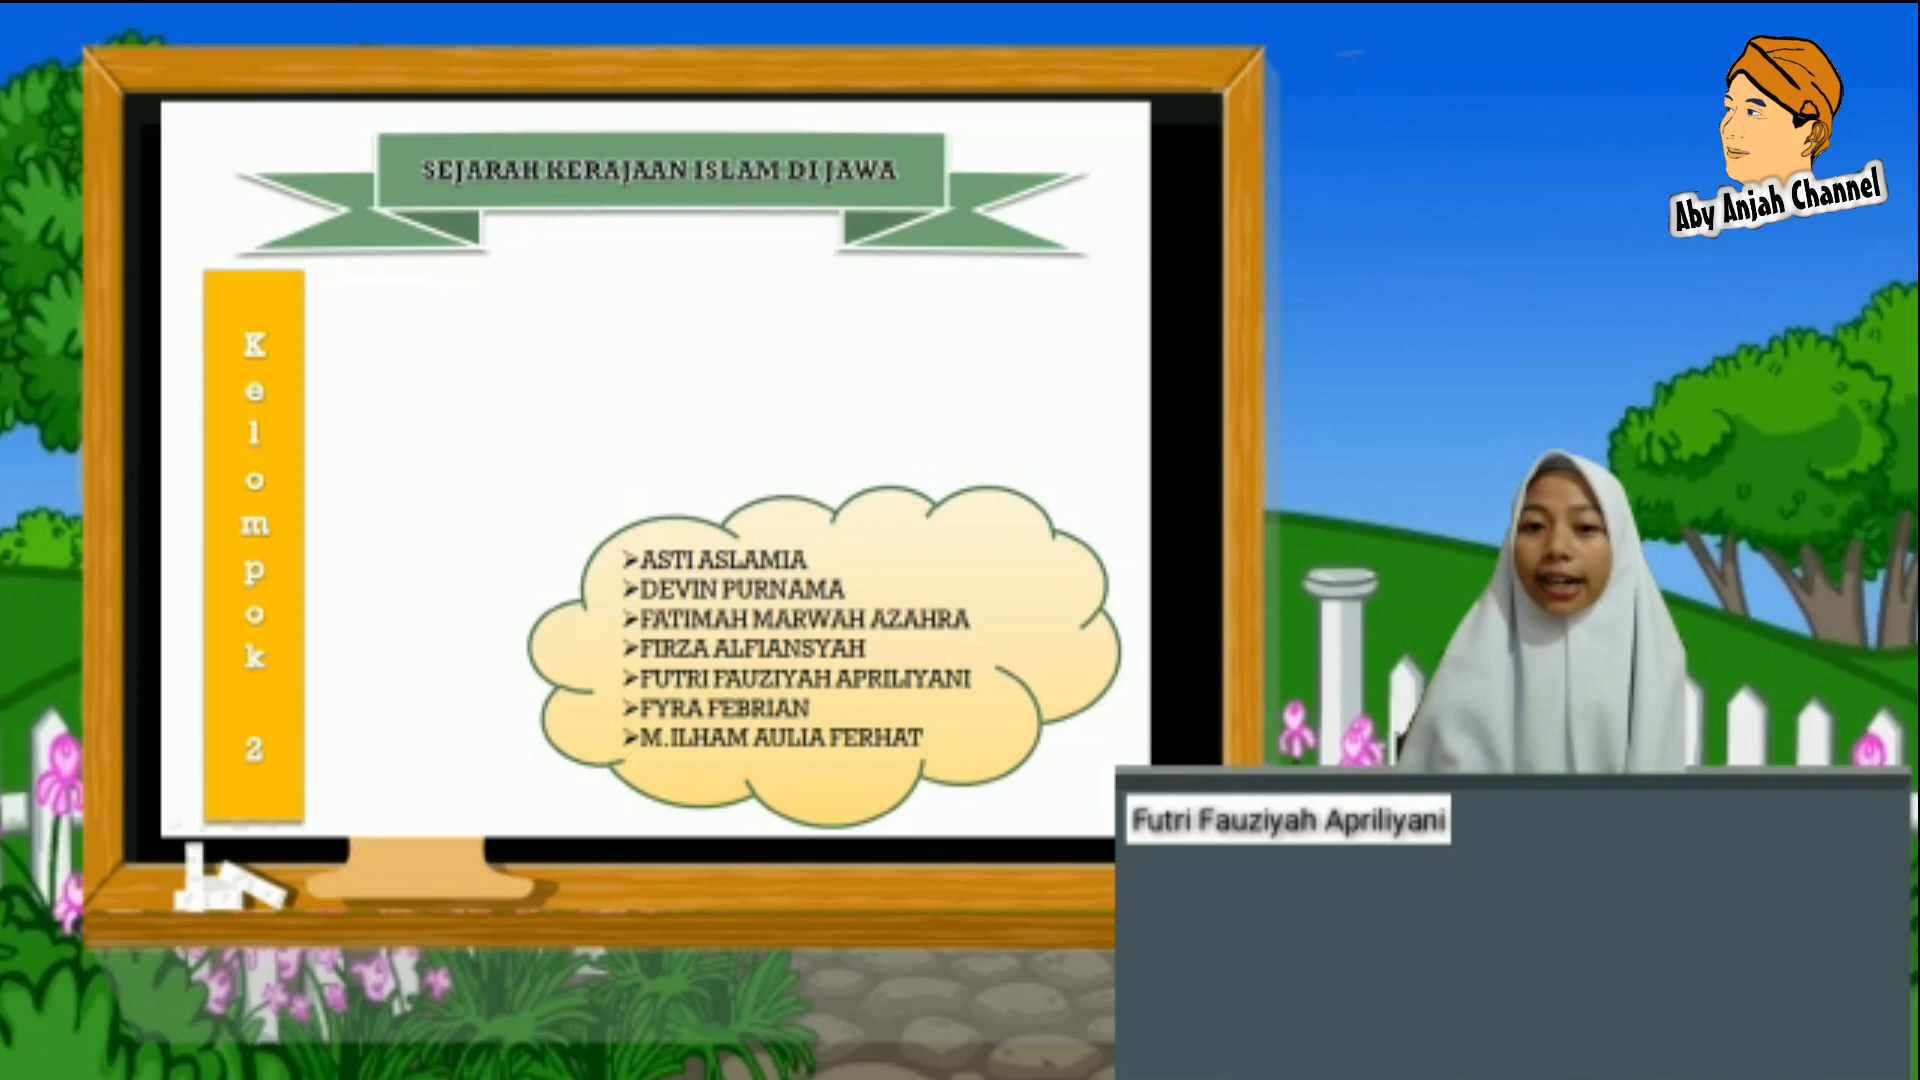 SEJARAH KERAJAAN ISLAM DI JAWA
Aby Anjah Channel
Kelompok 2
ASTI ASLAMIA
DEVIN PURNAMA
FATIMAH MARWAH AZAHRA
FIRZA ALFIANSYAH
FUTRI FAUZIYAH APRILIYANI
FYRA FEBRIAN
M.ILHAM AULIA FERHAT
Futri Fauziyah Apriliyani